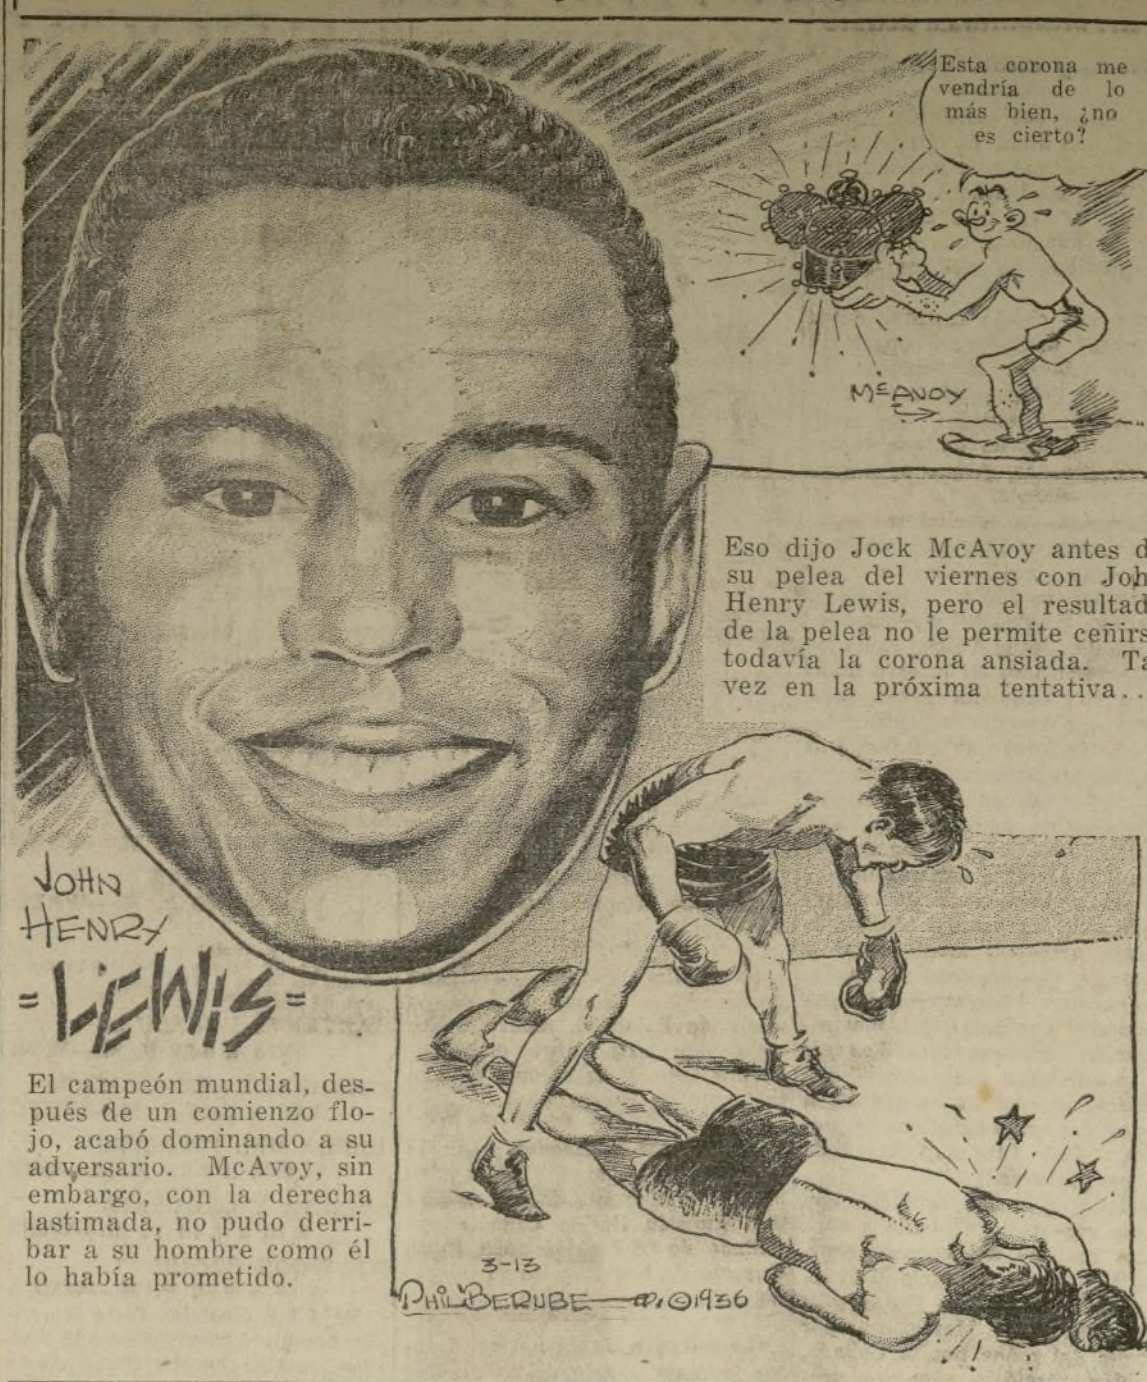 Esta corona me
vendría de lo
más bien, ¿no
es cierto?
McAVOY
Eso dijo Jock McAvoy antes d
su pelea del viernes con Joh
Henry Lewis, pero el resultad
de la pelea no le permite ceñirs
todavía la corona ansiada. Ta
vez en la próxima tentativa..
JOHN
HENRY
=LEWIS=
El campeón mundial, des-
pués de un comienzo flo-
jo, acabó dominando a su
adversario. McAvoy, sin
embargo, con la derecha
lastimada, no pudo derri-
bar a su hombre como él
lo había prometido.
3-13
PHIL BERUBE — ©1936